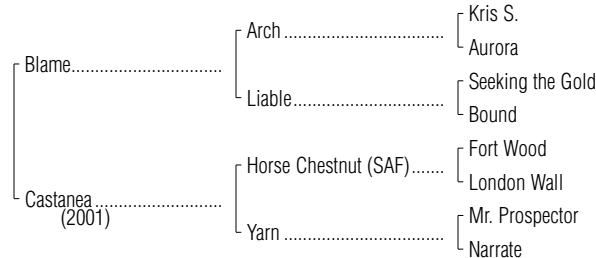 Kris S.
Arch
Aurora
Blame
Seeking the Gold
Liable
Bound
Fort Wood
Horse Chestnut (SAF)
London Wall
Castanea
(2001)
Mr. Prospector
Yarn
Narrate